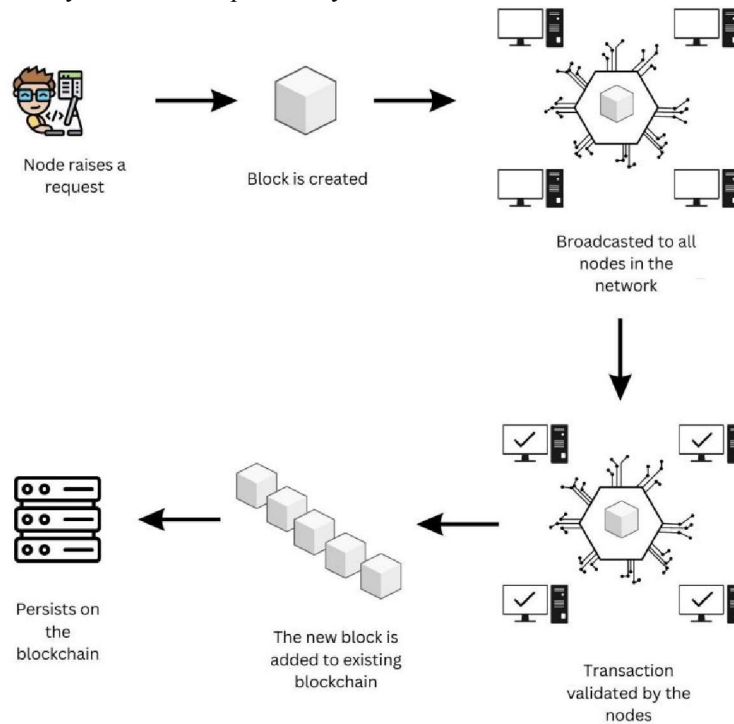 Node raises a
request
Block is created
Broadcasted to all
nodes in the
network
Transaction
validated by the
nodes
The new block is
added to existing
blockchain
Persists on
the
blockchain